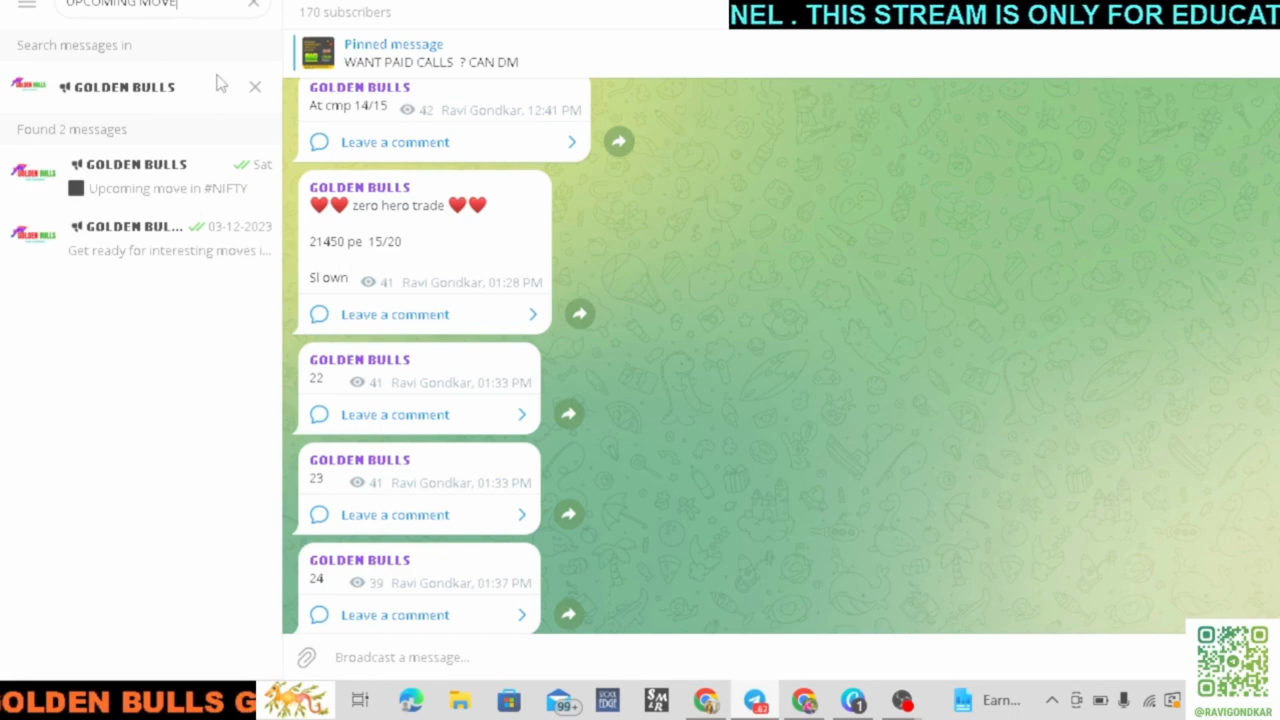 UPCOMING MOVE
170 subscribers
NEL . THIS STREAM IS ONLY FOR EDUCAT
Search messages in
GOLDEN BULLS
Found 2 messages
GOLDEN BULLS Sat
Upcoming move in #NIFTY
GOLDEN BUL... 03-12-2023
Get ready for interesting moves i...
Pinned message
WANT PAID CALLS ? CAN DM
GOLDEN BULLS
At cmp 14/15 42 Ravi Gondkar, 12:41 PM
Leave a comment
GOLDEN BULLS
❤️❤️ zero hero trade ❤️❤️
21450 pe 15/20
Sl own 41 Ravi Gondkar, 01:28 PM
Leave a comment
GOLDEN BULLS
22 41 Ravi Gondkar, 01:33 PM
Leave a comment
GOLDEN BULLS
23 41 Ravi Gondkar, 01:33 PM
Leave a comment
GOLDEN BULLS
24 39 Ravi Gondkar, 01:37 PM
Leave a comment
Broadcast a message...
GOLDEN BULLS G
99+
62
1
Earn...
@RAVIGONDKAR